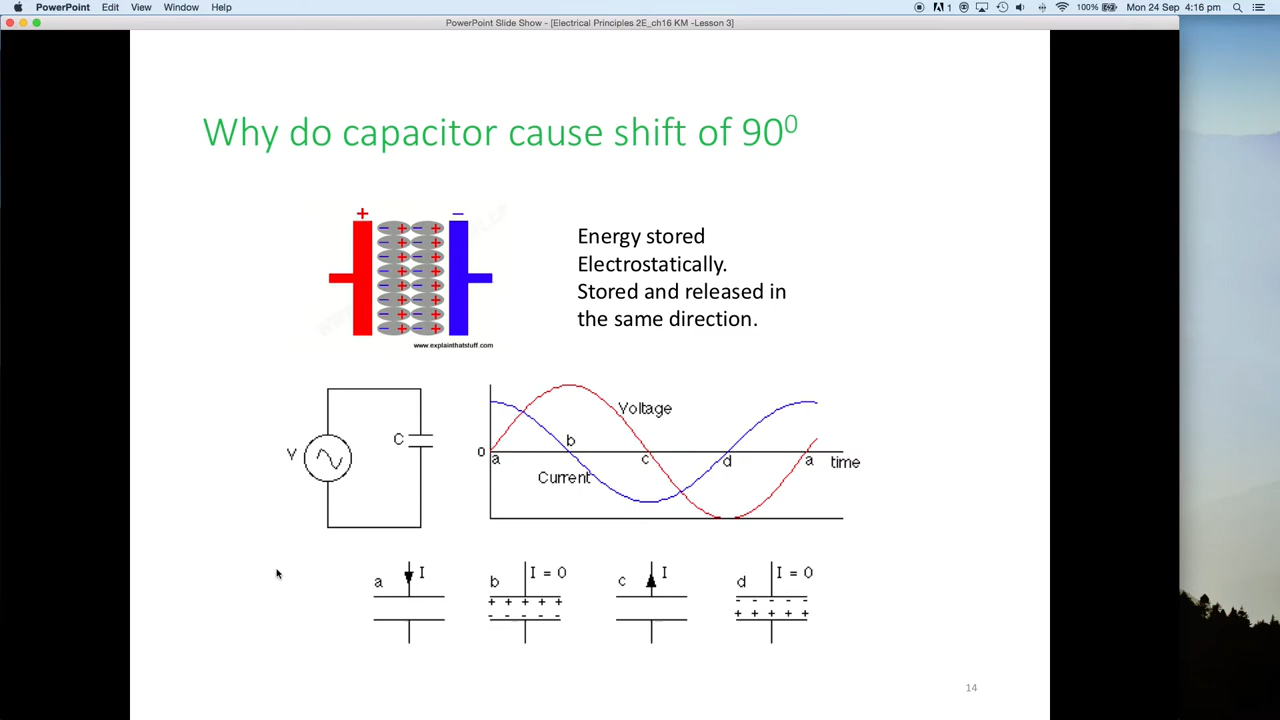 PowerPoint Edit View Window Help
1 100% Mon 24 Sep 4:16 pm
PowerPoint Slide Show - [Electrical Principles 2E_ch16 KM -Lesson 3]
Why do capacitor cause shift of 90⁰
+ −
− + − +
− + − +
− + − +
− + − +
− + − +
− + − +
− + − +
− + − +
www.explainthatstuff.com
Energy stored
Electrostatically.
Stored and released in
the same direction.
V
C
Voltage
Current
0
a b c d a time
a I
b I = 0
+ + + + +
- - - - -
c I
d I = 0
- - - - -
+ + + + +
14